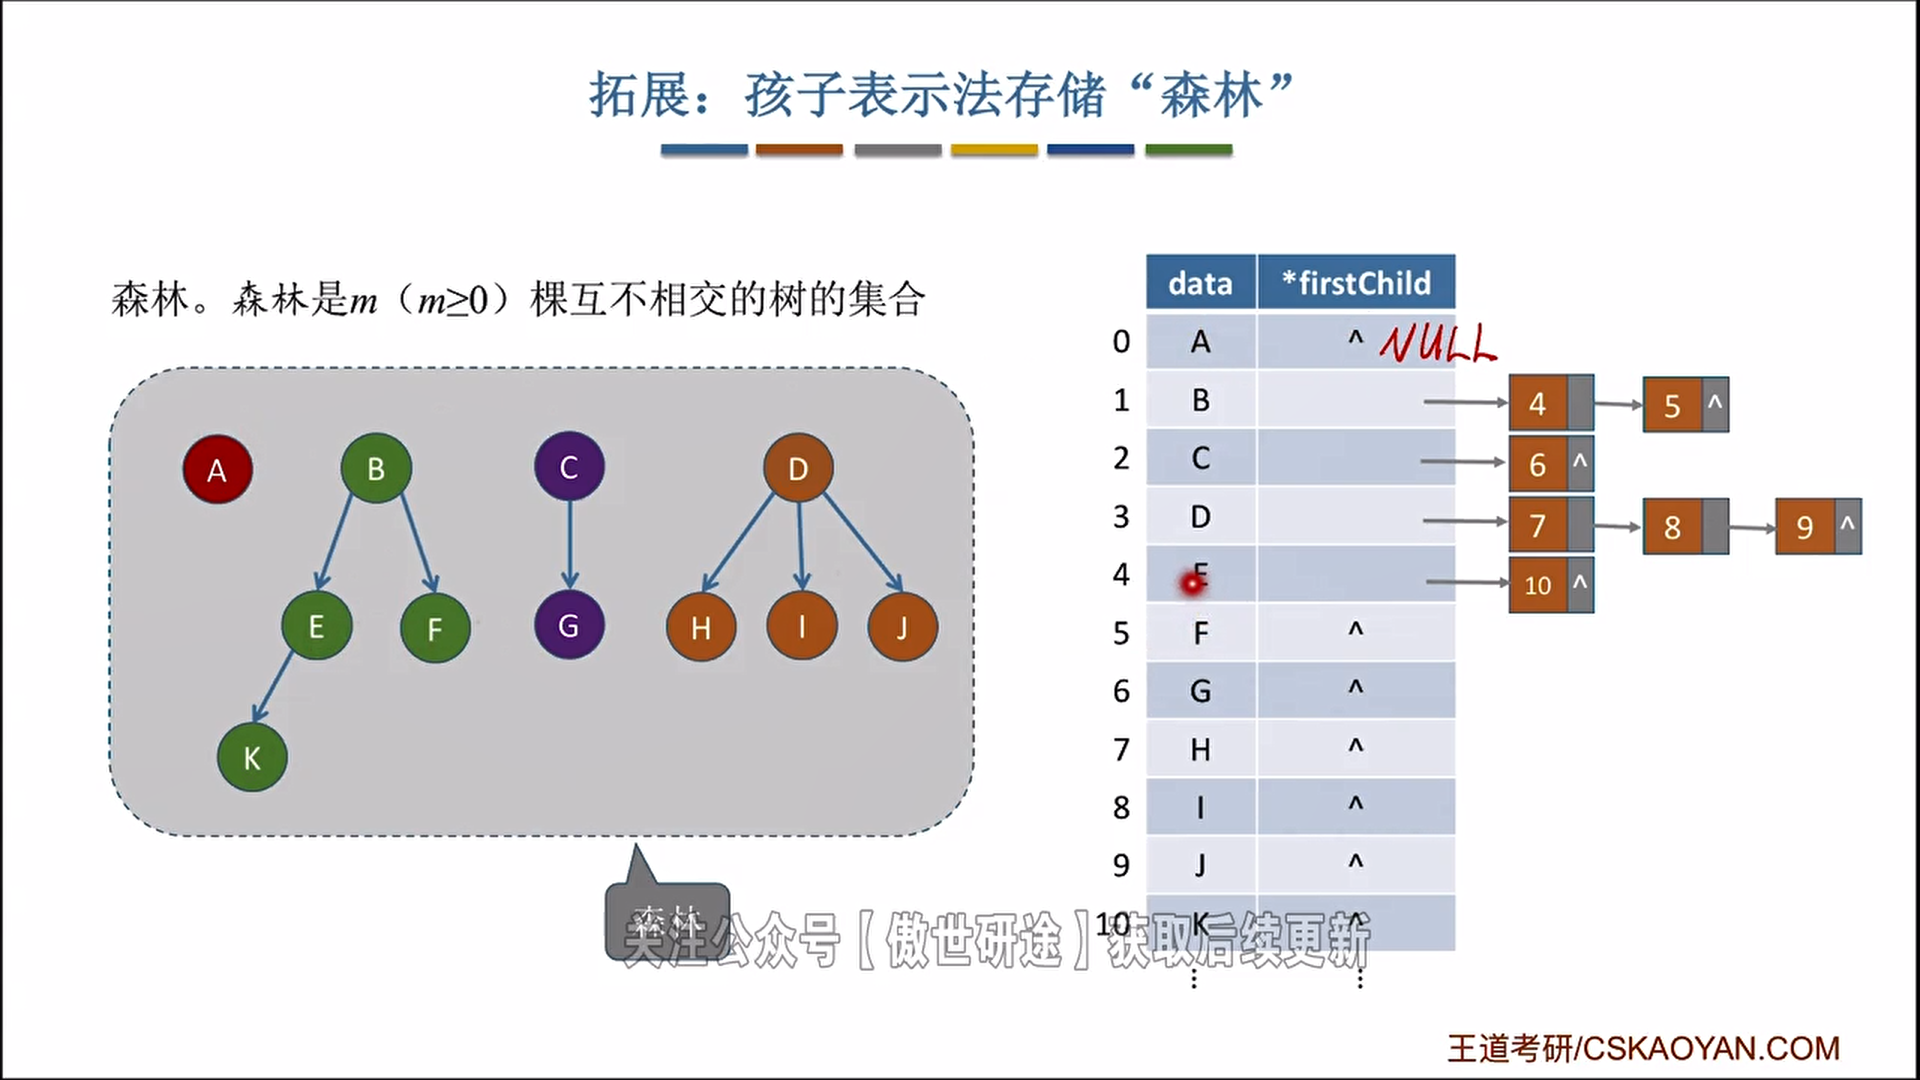 拓展：孩子表示法存储“森林”
森林。森林是m（m≥0）棵互不相交的树的集合
A B C D
E F G H I J
K
森林
data *firstChild
0 A ^ NULL
1 B 4 5 ^
2 C 6 ^
3 D 7 8 9 ^
4 E 10 ^
5 F ^
6 G ^
7 H ^
8 I ^
9 J ^
10 K ^
⋮ ⋮
关注公众号【傲世研途】获取后续更新
王道考研/CSKAOYAN.COM